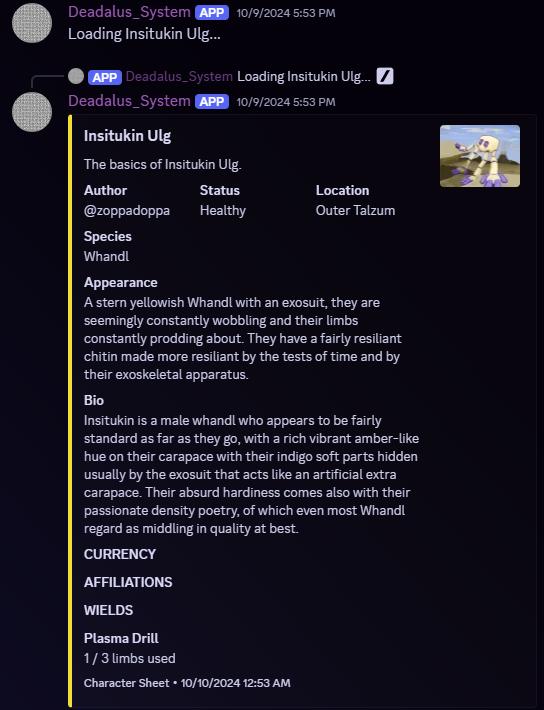 Deadalus_System APP 10/9/2024 5:53 PM
Loading Insitukin Ulg...
APP Deadalus_System Loading Insitukin Ulg...
Deadalus_System APP 10/9/2024 5:53 PM
Insitukin Ulg
The basics of Insitukin Ulg.
Author Status Location
@zoppadoppa Healthy Outer Talzum
Species
Whandl
Appearance
A stern yellowish Whandl with an exosuit, they are
seemingly constantly wobbling and their limbs
constantly prodding about. They have a fairly resiliant
chitin made more resiliant by the tests of time and by
their exoskeletal apparatus.
Bio
Insitukin is a male whandl who appears to be fairly
standard as far as they go, with a rich vibrant amber-like
hue on their carapace with their indigo soft parts hidden
usually by the exosuit that acts like an artificial extra
carapace. Their absurd hardiness comes also with their
passionate density poetry, of which even most Whandl
regard as middling in quality at best.
CURRENCY
AFFILIATIONS
WIELDS
Plasma Drill
1 / 3 limbs used
Character Sheet • 10/10/2024 12:53 AM